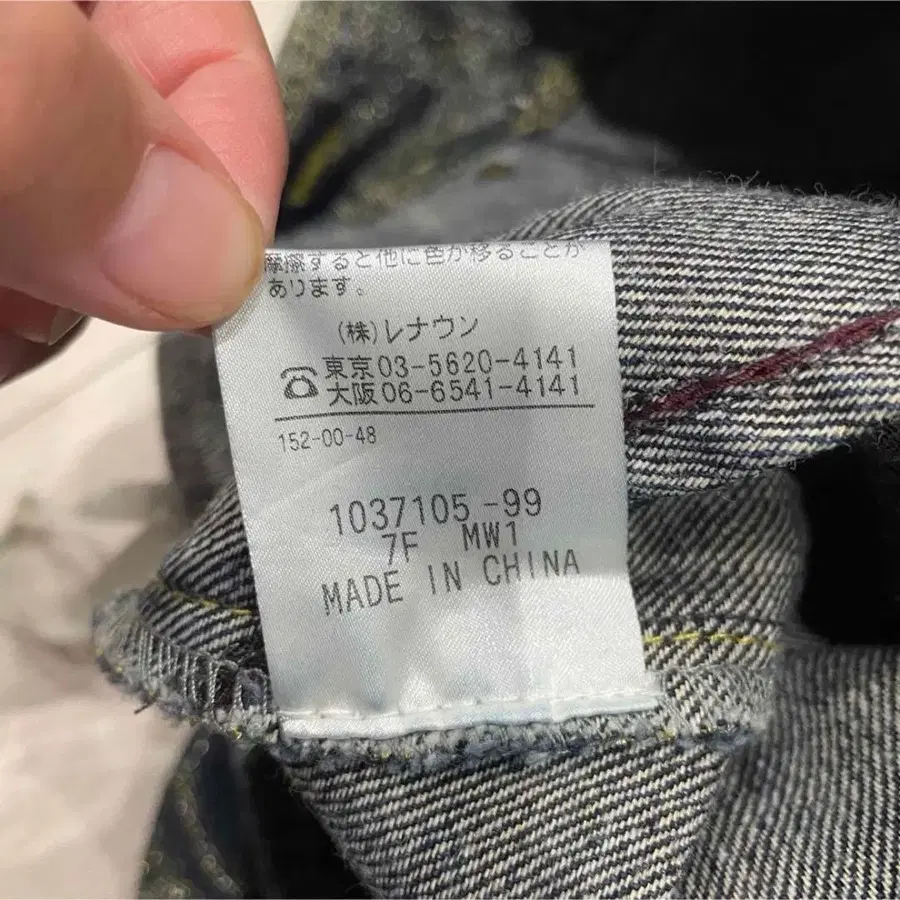 摩擦すると他に色が移ることが
あります。
(株)レナウン
☎東京03-5620-4141
大阪06-6541-4141
152-00-48
1037105-99
7F MW1
MADE IN CHINA